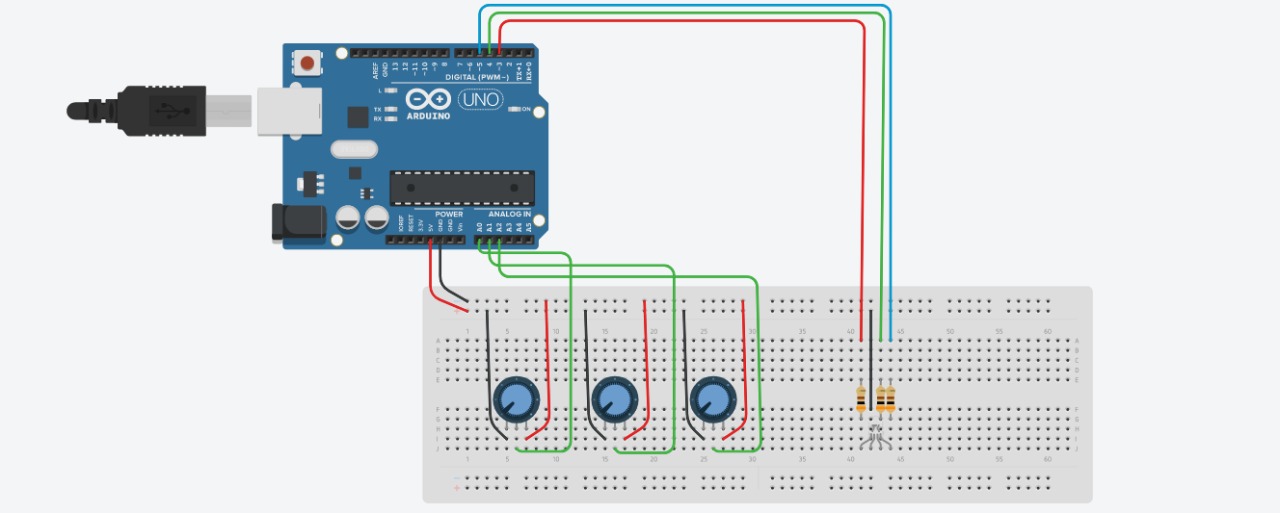 AREF
GND
13
12
~11
~10
~9
8
7
~6
~5
4
~3
2
TX→1
RX←0
DIGITAL (PWM~)
L
TX
RX
ARDUINO
UNO
ON
POWER
ANALOG IN
IOREF
RESET
3.3V
5V
GND
GND
Vin
A0
A1
A2
A3
A4
A5
1 5 10 15 20 25 30 35 40 45 50 55 60
A A
B B
C C
D D
E E
F F
G G
H H
I I
J J
1 5 10 15 20 25 30 35 40 45 50 55 60